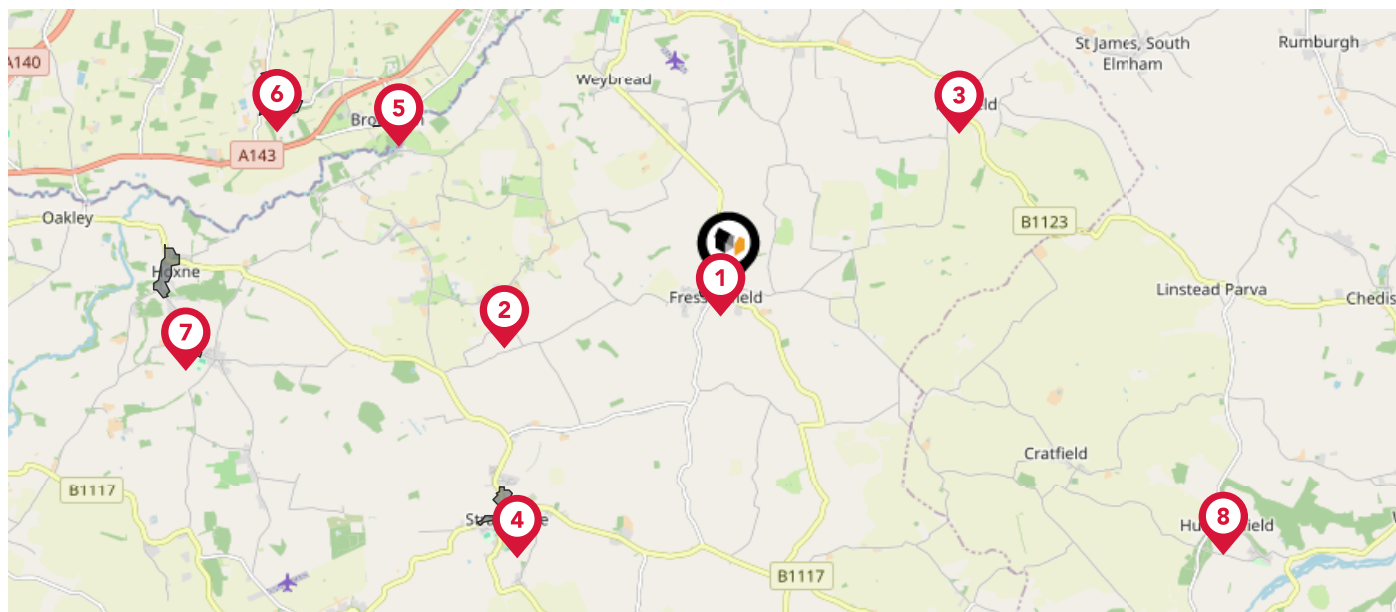 St James, South
Elmham
Rumburgh
A140
Weybread
6
5
3
A143
B1123
Oakley
1
Linstead Parva
2
7
Cratfield
B1117
4
8
B1117